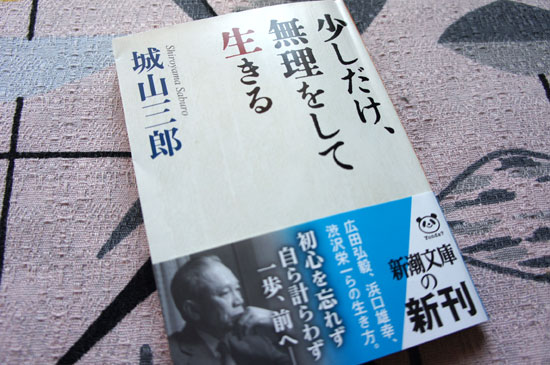 少しだけ、
無理をして
生きる
城山三郎
Shiroyama Saburo
広田弘毅、浜口雄幸、
渋沢栄一らの生き方。
初心を忘れず
自ら計らわず
一歩、前へ――
Yonda?
新潮文庫の
新刊